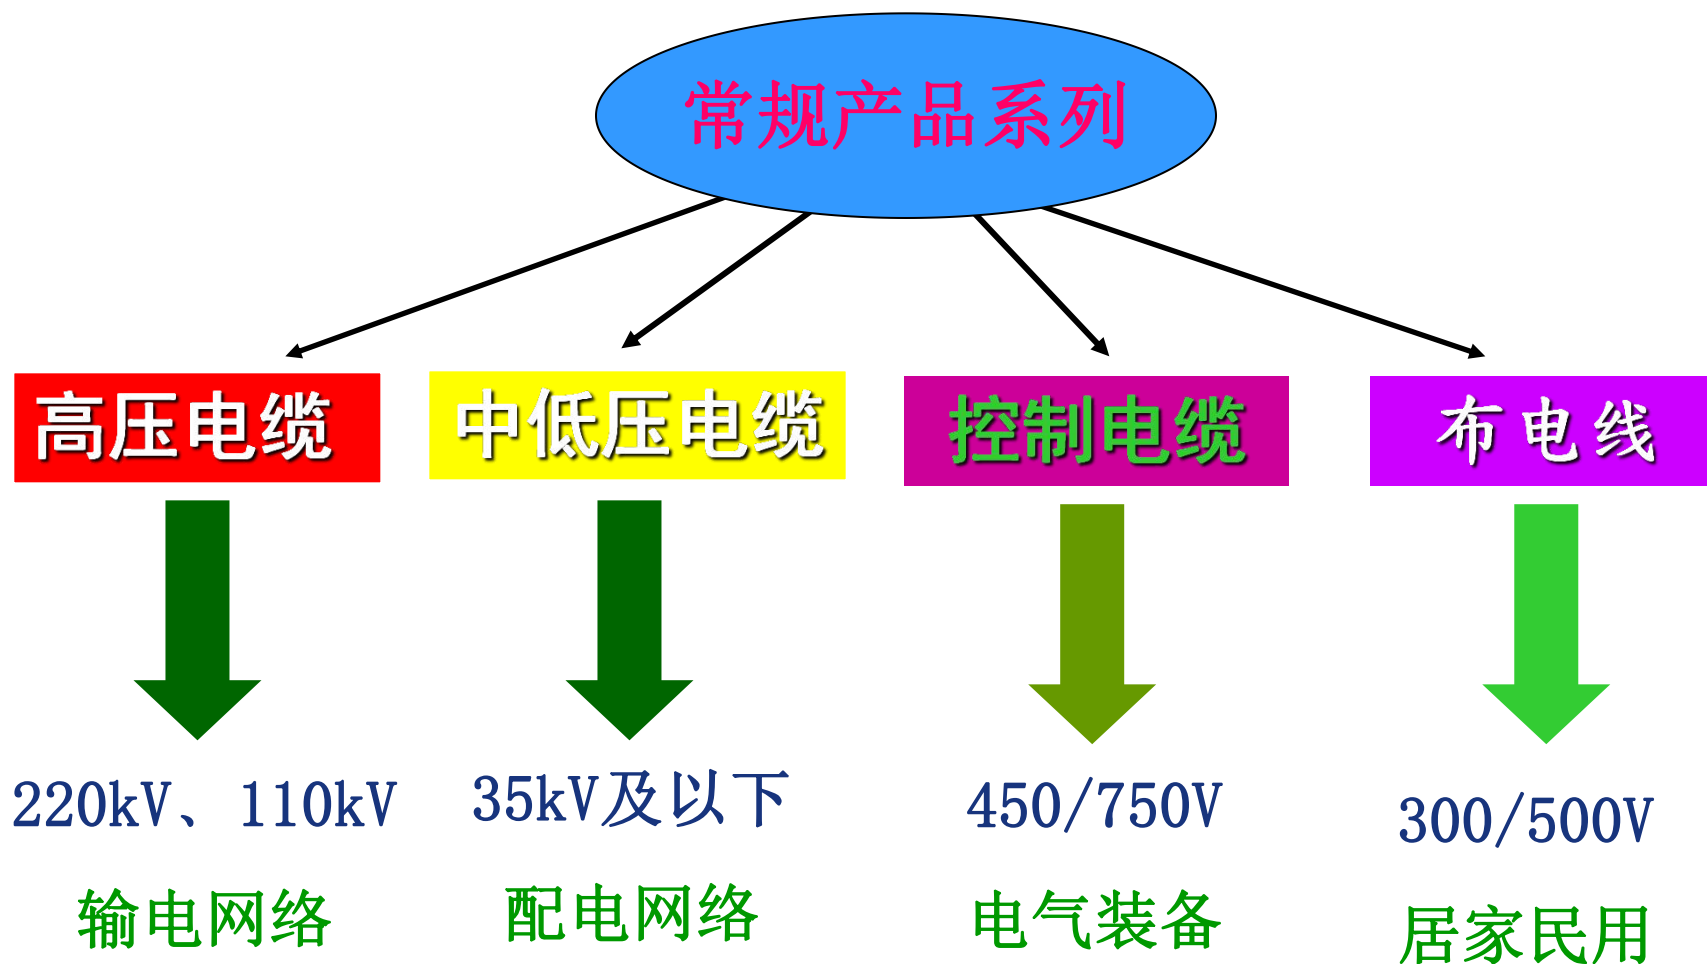 常规产品系列
高压电缆
中低压电缆
控制电缆
布电线
220kV、110kV
35kV及以下
450/750V
300/500V
输电网络
配电网络
电气装备
居家民用